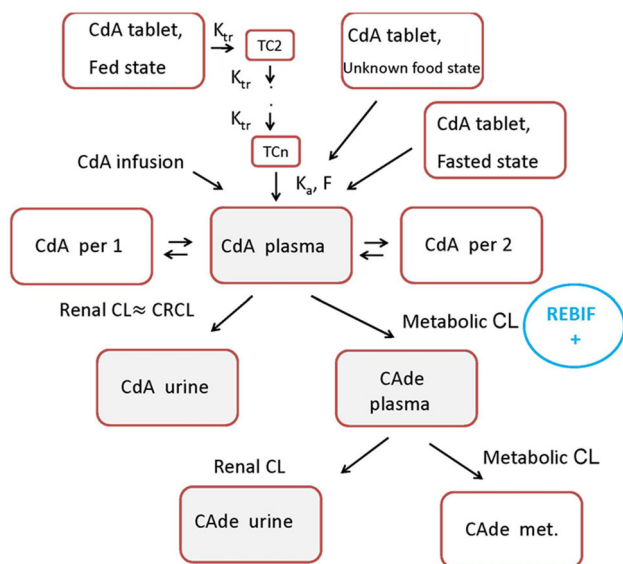 CdA tablet,
Fed state
Ktr
TC2
Ktr
Ktr
TCn
CdA tablet,
Unknown food state
CdA tablet,
Fasted state
CdA infusion
Ka, F
CdA per 1
CdA plasma
CdA per 2
Renal CL≈ CRCL
Metabolic CL
REBIF
+
CdA urine
CAde
plasma
Renal CL
Metabolic CL
CAde urine
CAde met.